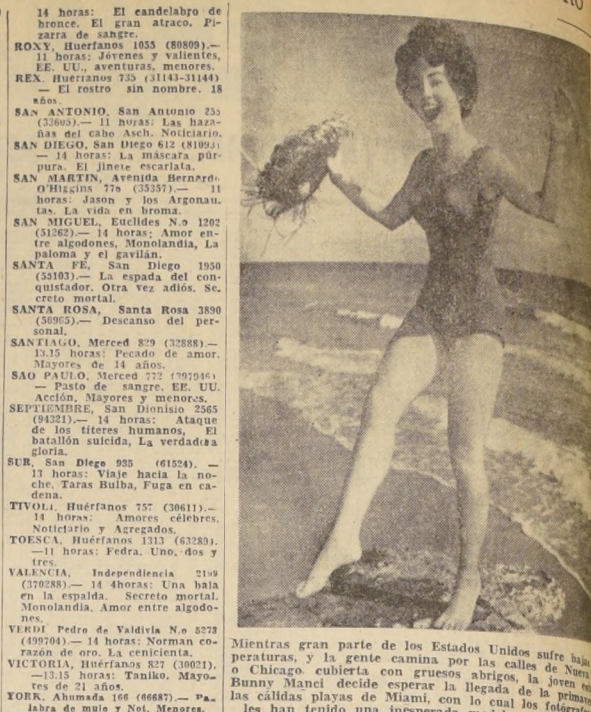 14 horas: El candelabro de
bronce. El gran atraco. Pi-
zarra de sangre.
ROXY, Huérfanos 1055 (80809).—
11 horas: Jóvenes y valientes,
EE. UU., aventuras, menores.
REX. Huérfanos 735 (31143-31144)
— El rostro sin nombre. 18
años.
SAN ANTONIO, San Antonio 255
(33605).— 11 horas: Las haza-
ñas del cabo Asch. Noticiario.
SAN DIEGO, San Diego 612
— 14 horas: La máscara púr-
pura. El jinete escarlata.
SAN MARTIN, Avenida Bernardo
O'Higgins 776 (35357).— 11
horas: Jason y los Argonau-
tas. La vida en broma.
SAN MIGUEL, Euclides N.o 1202
(51262).— 14 horas: Amor en-
tre algodones, Monolandia, La
paloma y el gavilán.
SANTA FE, San Diego 1950
(55103).— La espada del con-
quistador. Otra vez adiós. Se-
creto mortal.
SANTA ROSA, Santa Rosa 3890
(50965).— Descanso del per-
sonal.
SANTIAGO, Merced 829 (32888).—
13.15 horas: Pecado de amor.
Mayores de 14 años.
SAO PAULO, Merced 772
— Pasto de sangre. EE. UU.
Acción, Mayores y menores.
SEPTIEMBRE, San Dionisio 2565
(94321).— 14 horas: Ataque
de los títeres humanos, El
batallón suicida, La verdadera
gloria.
SUR, San Diego 935 (61524). —
13 horas: Viaje hacia la no-
che, Taras Bulba, Fuga en ca-
dena.
TIVOLI, Huérfanos 757 (30611).—
14 horas: Amores célebres.
Noticiario y Agregados.
TOESCA, Huérfanos 1313 (63289).
—11 horas: Fedra. Uno, dos y
tres.
VALENCIA, Independiencia 2199
(370288).— 14 4horas: Una bala
en la espalda. Secreto mortal.
Monolandia, Amor entre algodo-
nes.
VERDI Pedro de Valdivia N.o 5273
(499704).— 14 horas: Norman co-
razón de oro. La cenicienta.
VICTORIA, Huérfanos 827 (30021).
—13.15 horas: Taniko. Mayo-
res de 21 años.
YORK, Ahumada 166 (66687).— Pa-
labra de mulo y Not. Menores.
Mientras gran parte de los Estados Unidos sufre bajas
peraturas, y la gente camina por las calles de Nueva
o Chicago cubierta con gruesos abrigos, la joven
Bunny Manci decide esperar la llegada de la
las cálidas playas de Miami, con lo cual los
les han tenido una inesperada